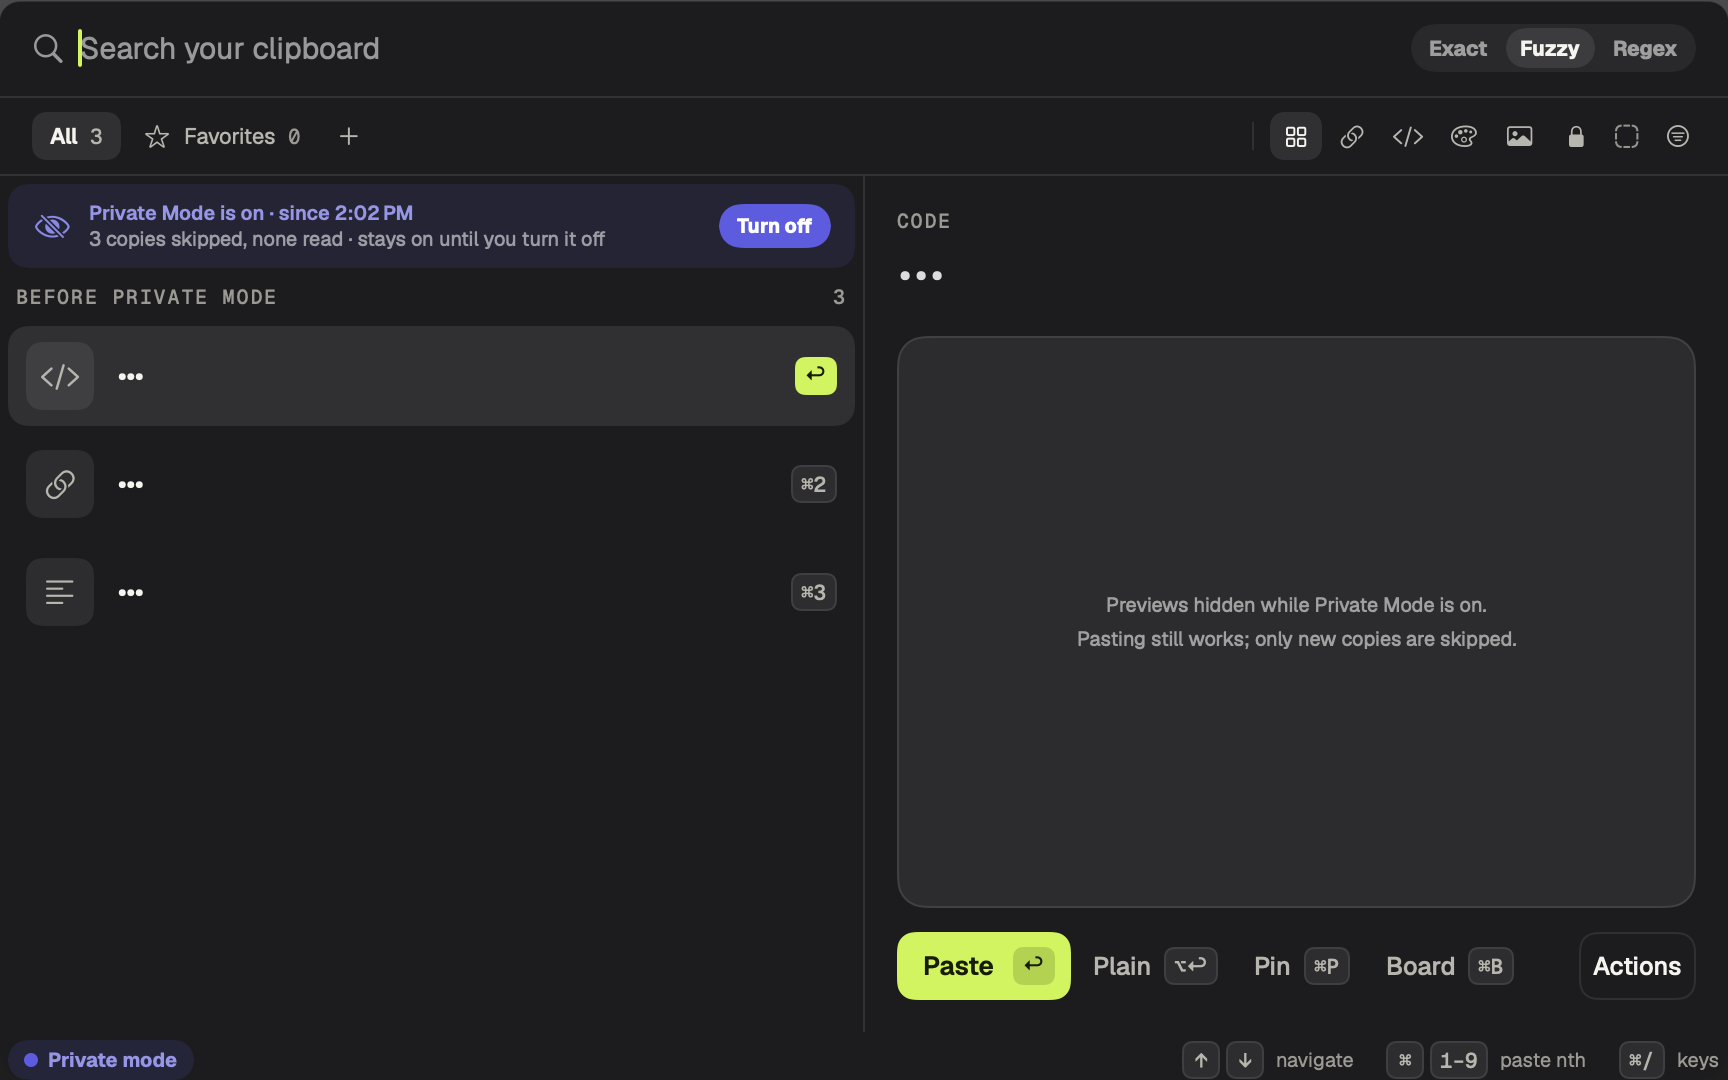 Search your clipboard
Exact Fuzzy Regex
All 3 Favorites 0 +
Private Mode is on · since 2:02 PM
3 copies skipped, none read · stays on until you turn it off
Turn off
BEFORE PRIVATE MODE 3
•••
••• ⌘2
••• ⌘3
CODE
•••
Previews hidden while Private Mode is on.
Pasting still works; only new copies are skipped.
Paste ↩ Plain ⌥↩ Pin ⌘P Board ⌘B Actions
Private mode
↑ ↓ navigate ⌘ 1–9 paste nth ⌘/ keys